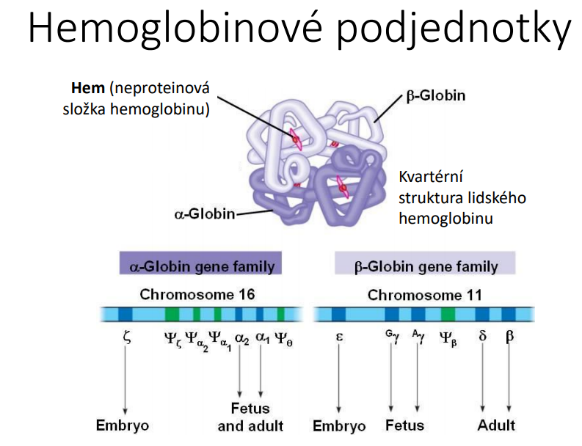 Hemoglobinové podjednotky
Hem (neproteinová
složka hemoglobinu)
β-Globin
Kvartérní
struktura lidského
hemoglobinu
α-Globin
α-Globin gene family
β-Globin gene family
Chromosome 16
Chromosome 11
ζ Ψζ Ψα2 Ψα1 α2 α1 Ψθ
ε Gγ Aγ Ψβ δ β
Embryo
Fetus
and adult
Embryo
Fetus
Adult